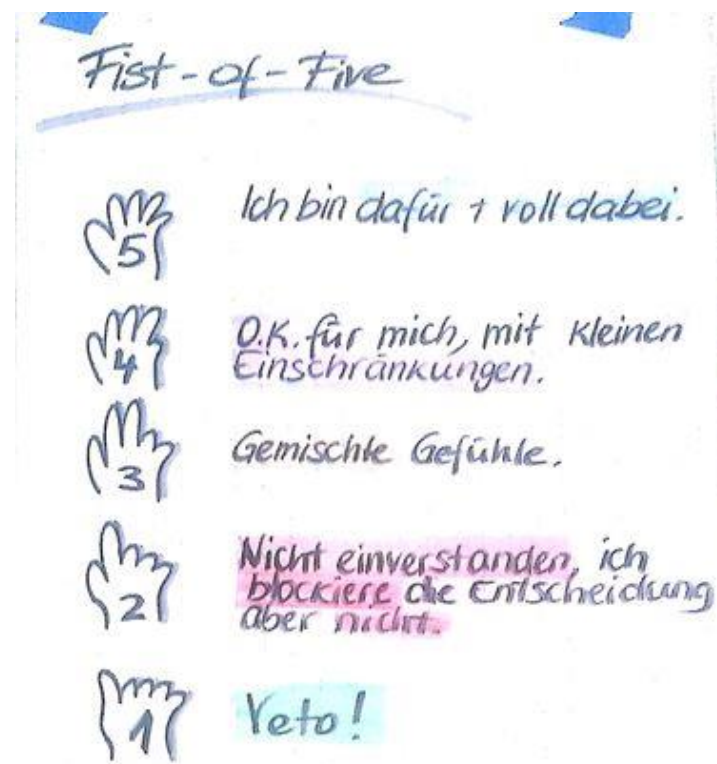 Fist-of-Five
5
Ich bin dafür + voll dabei.
4
O.K. für mich, mit kleinen
Einschränkungen.
3
Gemischte Gefühle.
2
Nicht einverstanden, ich
blockiere die Entscheidung
aber nicht.
1
Veto!